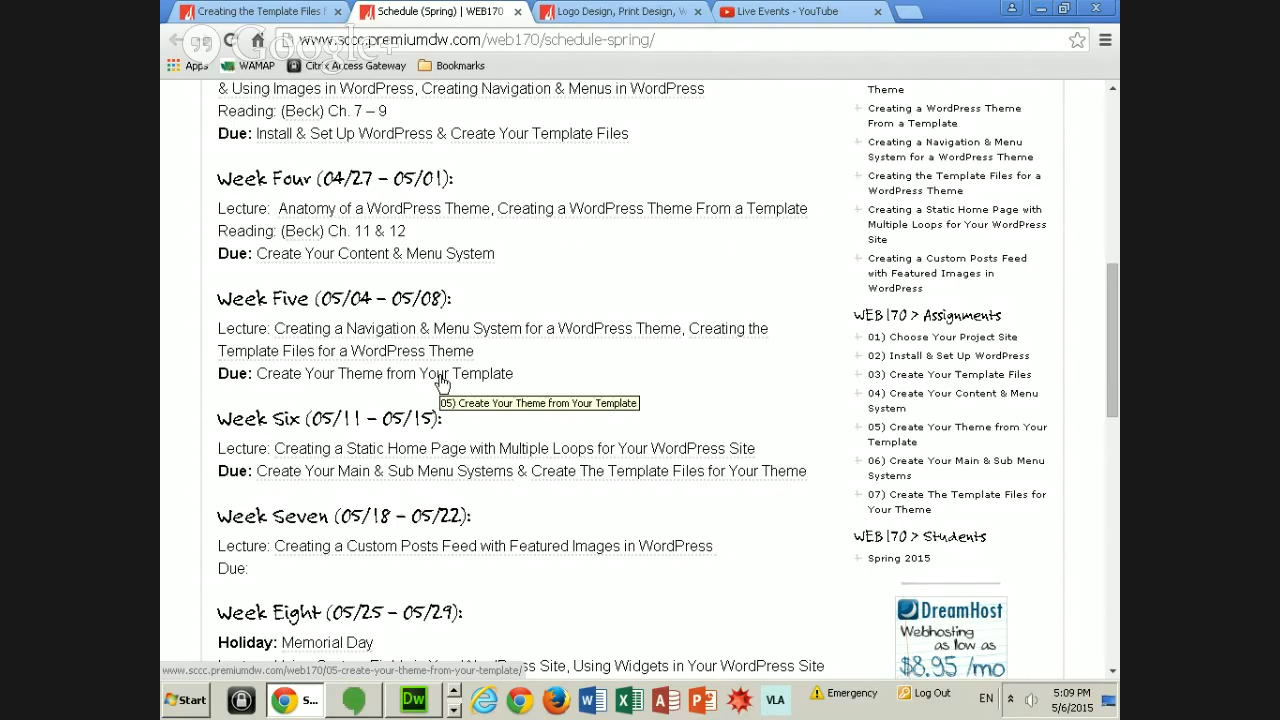 Creating the Template Files f
Schedule (Spring) | WEB170
Logo Design, Print Design, W
Live Events - YouTube
www.sccc.premiumdw.com/web170/schedule-spring/
Google+
Apps
WAMAP
Citrix Access Gateway
Bookmarks
& Using Images in WordPress, Creating Navigation & Menus in WordPress
Reading: (Beck) Ch. 7 – 9
Due: Install & Set Up WordPress & Create Your Template Files
Week Four (04/27 – 05/01):
Lecture: Anatomy of a WordPress Theme, Creating a WordPress Theme From a Template
Reading: (Beck) Ch. 11 & 12
Due: Create Your Content & Menu System
Week Five (05/04 – 05/08):
Lecture: Creating a Navigation & Menu System for a WordPress Theme, Creating the
Template Files for a WordPress Theme
Due: Create Your Theme from Your Template
05) Create Your Theme from Your Template
Week Six (05/11 – 05/15):
Lecture: Creating a Static Home Page with Multiple Loops for Your WordPress Site
Due: Create Your Main & Sub Menu Systems & Create The Template Files for Your Theme
Week Seven (05/18 – 05/22):
Lecture: Creating a Custom Posts Feed with Featured Images in WordPress
Due:
Week Eight (05/25 – 05/29):
Holiday: Memorial Day
Site, Using Widgets in Your WordPress Site
www.sccc.premiumdw.com/web170/05-create-your-theme-from-your-template/
Theme
Creating a WordPress Theme
From a Template
Creating a Navigation & Menu
System for a WordPress Theme
Creating the Template Files for a
WordPress Theme
Creating a Static Home Page with
Multiple Loops for Your WordPress
Site
Creating a Custom Posts Feed
with Featured Images in
WordPress
WEB 170 > Assignments
01) Choose Your Project Site
02) Install & Set Up WordPress
03) Create Your Template Files
04) Create Your Content & Menu
System
05) Create Your Theme from Your
Template
06) Create Your Main & Sub Menu
Systems
07) Create The Template Files for
Your Theme
WEB 170 > Students
Spring 2015
DreamHost
Webhosting
as low as
$8.95 /mo
Start
S...
Dw
VLA
Emergency
Log Out
EN
5:09 PM
5/6/2015